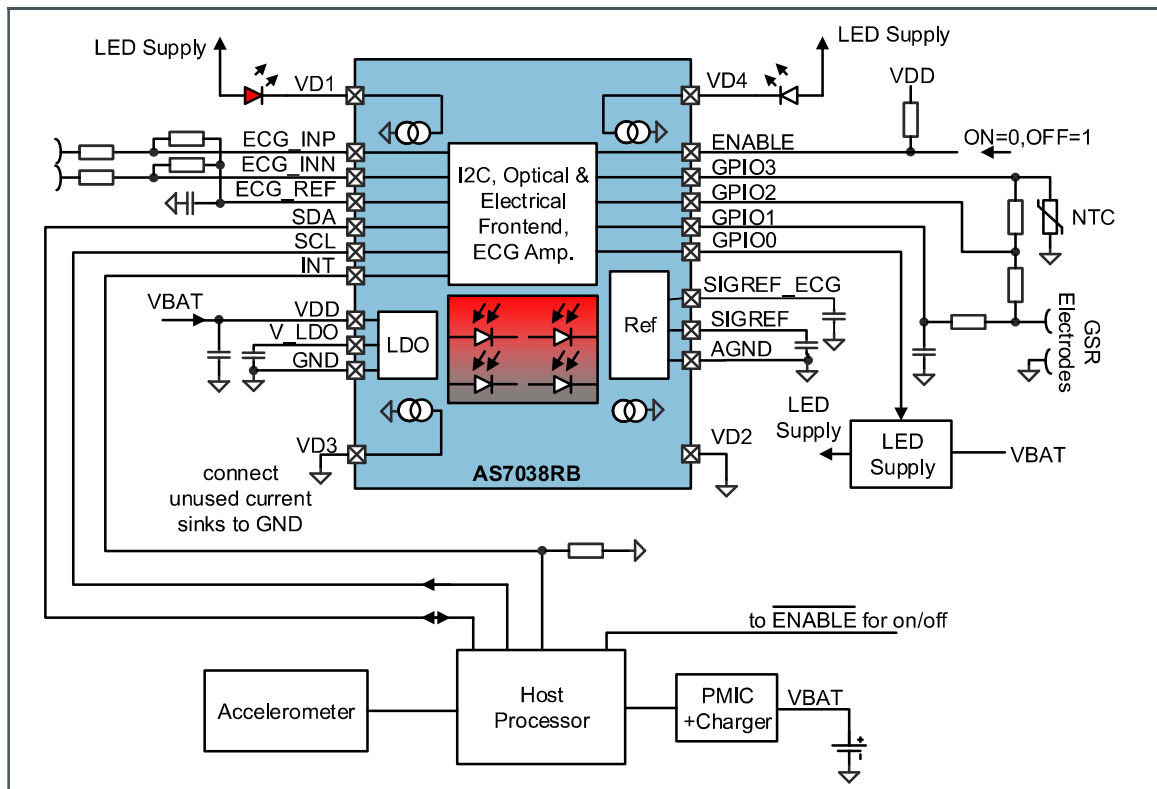 LED Supply
LED Supply
VD1
VD4
VDD
ECG_INP
ENABLE
ON=0,OFF=1
ECG_INN
GPIO3
I2C, Optical &
Electrical
Frontend,
ECG Amp.
ECG_REF
GPIO2
NTC
SDA
GPIO1
SCL
GPIO0
INT
SIGREF_ECG
VBAT
VDD
V_LDO
GND
LDO
Ref
SIGREF
AGND
GSR
Electrodes
VD3
VD2
LED
Supply
LED
Supply
VBAT
AS7038RB
connect
unused current
sinks to GND
to ENABLE for on/off
Accelerometer
Host
Processor
PMIC
+Charger
VBAT
+
-